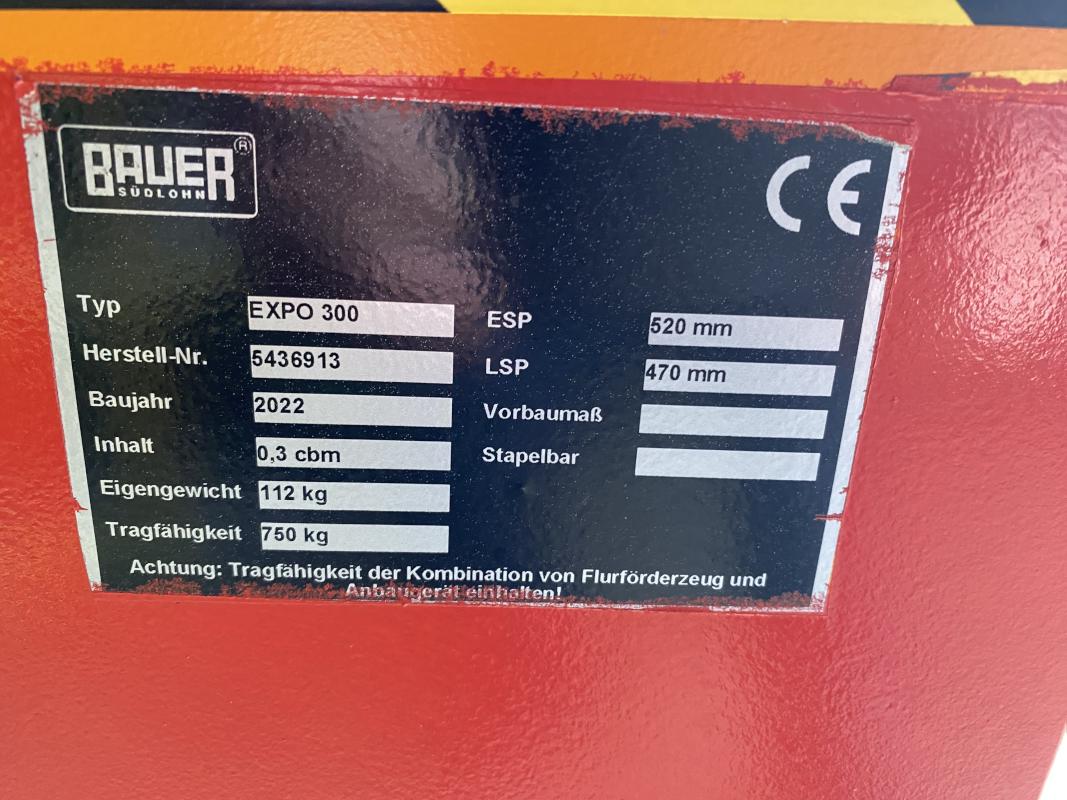 BAUER ®
SÜDLOHN
CE
Typ EXPO 300
Herstell-Nr. 5436913
Baujahr 2022
Inhalt 0,3 cbm
Eigengewicht 112 kg
Tragfähigkeit 750 kg
ESP 520 mm
LSP 470 mm
Vorbaumaß
Stapelbar
Achtung: Tragfähigkeit der Kombination von Flurförderzeug und
Anbaugerät einhalten!